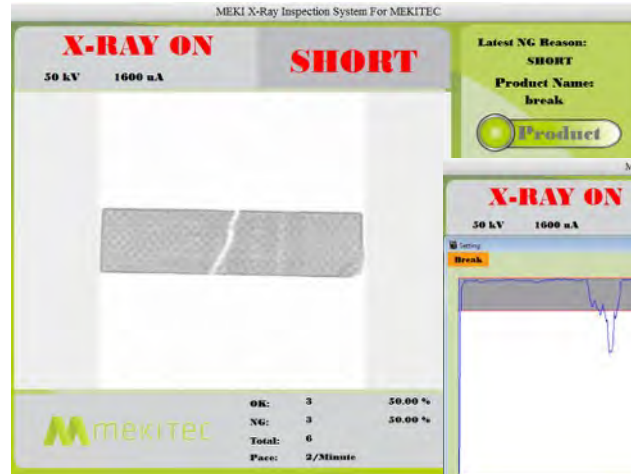 MEKI X-Ray Inspection System For MEKITEC
X-RAY ON
50 kV 1600 uA
SHORT
Latest NG Reason:
SHORT
Product Name:
break
Product
OK: 3 50.00 %
NG: 3 50.00 %
Total: 6
Pace: 2/Minute
MEKITEC
M
X-RAY ON
50 kV 1600 uA
Setting
Break